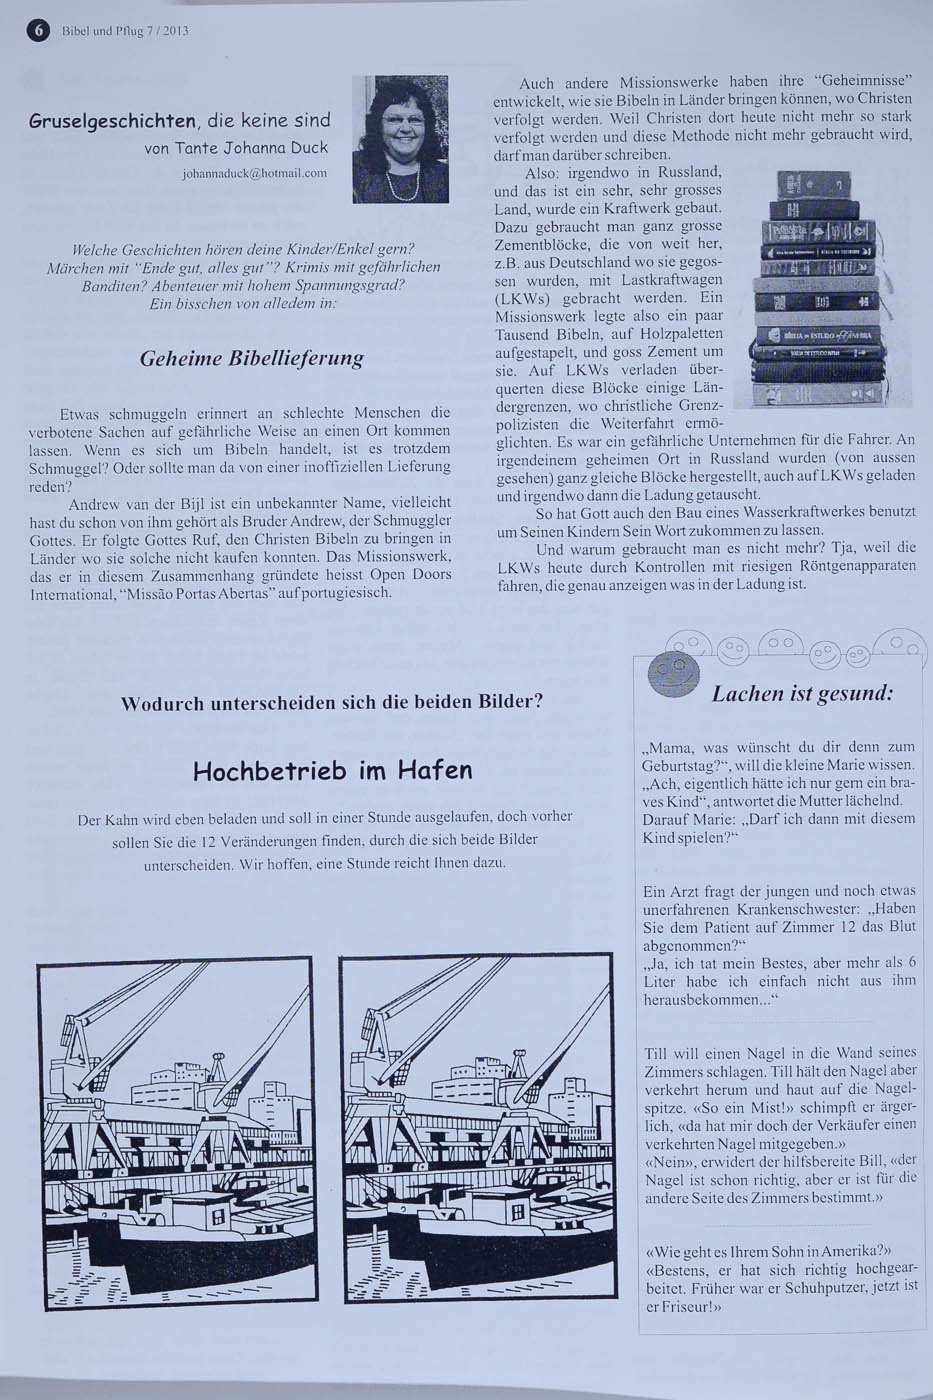 6 Bibel und Pflug 7 / 2013
Gruselgeschichten, die keine sind
von Tante Johanna Duck
johannaduck@hotmail.com
Welche Geschichten hören deine Kinder/Enkel gern?
Märchen mit "Ende gut, alles gut"? Krimis mit gefährlichen
Banditen? Abenteuer mit hohem Spannungsgrad?
Ein bisschen von alledem in:
Geheime Bibellieferung
Etwas schmuggeln erinnert an schlechte Menschen die
verbotene Sachen auf gefährliche Weise an einen Ort kommen
lassen. Wenn es sich um Bibeln handelt, ist es trotzdem
Schmuggel? Oder sollte man da von einer inoffiziellen Lieferung
reden?
Andrew van der Bijl ist ein unbekannter Name, vielleicht
hast du schon von ihm gehört als Bruder Andrew, der Schmuggler
Gottes. Er folgte Gottes Ruf, den Christen Bibeln zu bringen in
Länder wo sie solche nicht kaufen konnten. Das Missionswerk,
das er in diesem Zusammenhang gründete heisst Open Doors
International, "Missão Portas Abertas" auf portugiesisch.
Auch andere Missionswerke haben ihre "Geheimnisse"
entwickelt, wie sie Bibeln in Länder bringen können, wo Christen
verfolgt werden. Weil Christen dort heute nicht mehr so stark
verfolgt werden und diese Methode nicht mehr gebraucht wird,
darf man darüber schreiben.
Also: irgendwo in Russland,
und das ist ein sehr, sehr grosses
Land, wurde ein Kraftwerk gebaut.
Dazu gebraucht man ganz grosse
Zementblöcke, die von weit her,
z.B. aus Deutschland wo sie gegos-
sen wurden, mit Lastkraftwagen
(LKWs) gebracht werden. Ein
Missionswerk legte also ein paar
Tausend Bibeln, auf Holzpaletten
aufgestapelt, und goss Zement um
sie. Auf LKWs verladen über-
querten diese Blöcke einige Län-
dergrenzen, wo christliche Grenz-
polizisten die Weiterfahrt ermö-
glichten. Es war ein gefährliche Unternehmen für die Fahrer. An
irgendeinem geheimen Ort in Russland wurden (von aussen
gesehen) ganz gleiche Blöcke hergestellt, auch auf LKWs geladen
und irgendwo dann die Ladung getauscht.
So hat Gott auch den Bau eines Wasserkraftwerkes benutzt
um Seinen Kindern Sein Wort zukommen zu lassen.
Und warum gebraucht man es nicht mehr? Tja, weil die
LKWs heute durch Kontrollen mit riesigen Röntgenapparaten
fahren, die genau anzeigen was in der Ladung ist.
Wodurch unterscheiden sich die beiden Bilder?
Hochbetrieb im Hafen
Der Kahn wird eben beladen und soll in einer Stunde ausgelaufen, doch vorher
sollen Sie die 12 Veränderungen finden, durch die sich beide Bilder
unterscheiden. Wir hoffen, eine Stunde reicht Ihnen dazu.
Lachen ist gesund:
„Mama, was wünscht du dir denn zum
Geburtstag?“, will die kleine Marie wissen.
„Ach, eigentlich hätte ich nur gern ein bra-
ves Kind“, antwortet die Mutter lächelnd.
Darauf Marie: „Darf ich dann mit diesem
Kind spielen?“
Ein Arzt fragt der jungen und noch etwas
unerfahrenen Krankenschwester: „Haben
Sie dem Patient auf Zimmer 12 das Blut
abgenommen?“
„Ja, ich tat mein Bestes, aber mehr als 6
Liter habe ich einfach nicht aus ihm
herausbekommen...“
Till will einen Nagel in die Wand seines
Zimmers schlagen. Till hält den Nagel aber
verkehrt herum und haut auf die Nagel-
spitze. «So ein Mist!» schimpft er ärger-
lich, «da hat mir doch der Verkäufer einen
verkehrten Nagel mitgegeben.»
«Nein», erwidert der hilfsbereite Bill, «der
Nagel ist schon richtig, aber er ist für die
andere Seite des Zimmers bestimmt.»
«Wie geht es Ihrem Sohn in Amerika?»
«Bestens, er hat sich richtig hochgear-
beitet. Früher war er Schuhputzer, jetzt ist
er Friseur!»